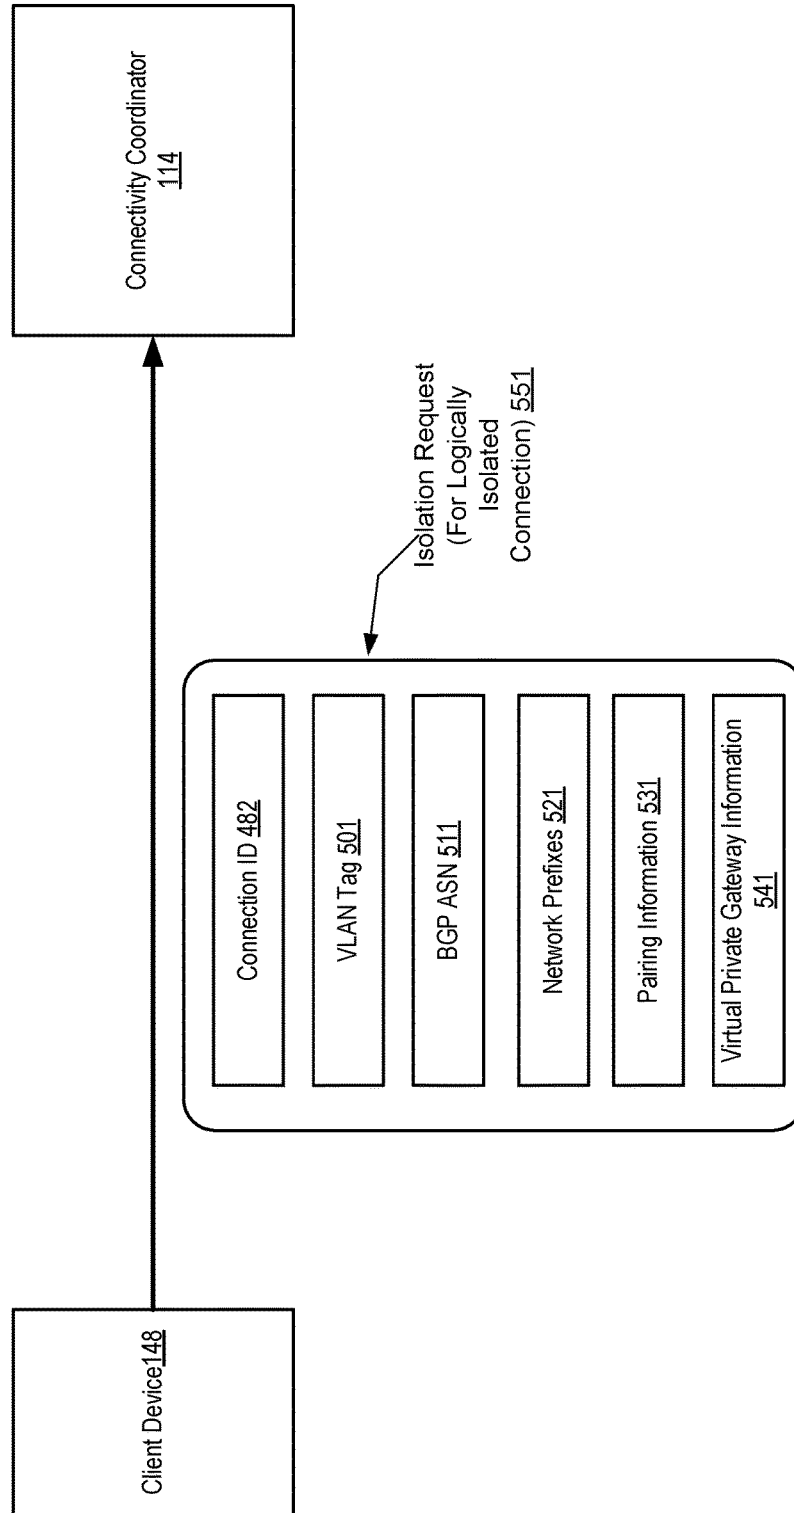 Client Device148
Connectivity Coordinator
114
Connection ID 482
VLAN Tag 501
BGP ASN 511
Network Prefixes 521
Pairing Information 531
Virtual Private Gateway Information
541
Isolation Request
(For Logically
Isolated
Connection) 551